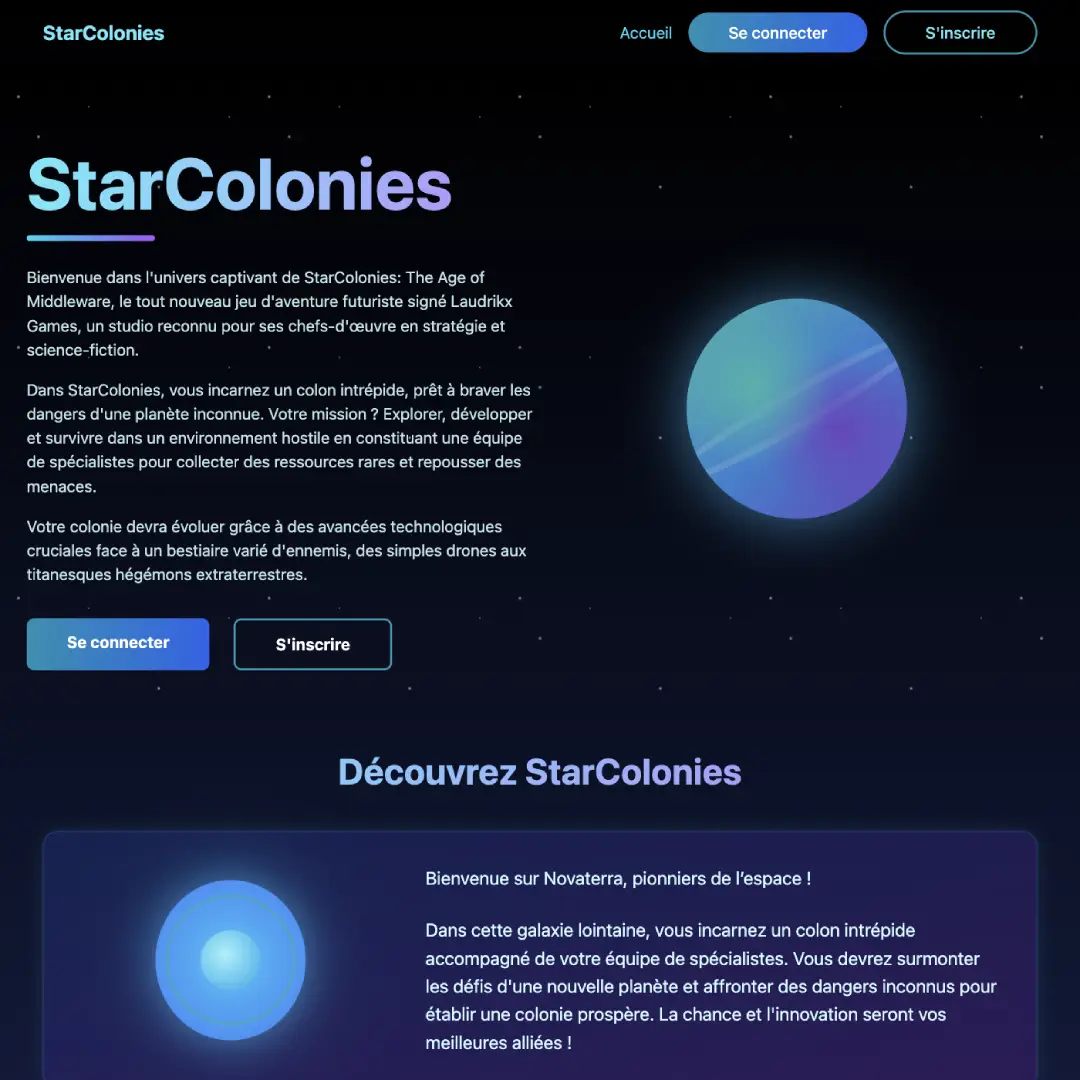 StarColonies
Accueil
Se connecter
S'inscrire
StarColonies
Bienvenue dans l'univers captivant de StarColonies: The Age of
Middleware, le tout nouveau jeu d'aventure futuriste signé Laudrikx
Games, un studio reconnu pour ses chefs-d'œuvre en stratégie et
science-fiction.
Dans StarColonies, vous incarnez un colon intrépide, prêt à braver les
dangers d'une planète inconnue. Votre mission ? Explorer, développer
et survivre dans un environnement hostile en constituant une équipe
de spécialistes pour collecter des ressources rares et repousser des
menaces.
Votre colonie devra évoluer grâce à des avancées technologiques
cruciales face à un bestiaire varié d'ennemis, des simples drones aux
titanesques hégémons extraterrestres.
Se connecter
S'inscrire
Découvrez StarColonies
Bienvenue sur Novaterra, pionniers de l’espace !
Dans cette galaxie lointaine, vous incarnez un colon intrépide
accompagné de votre équipe de spécialistes. Vous devrez surmonter
les défis d'une nouvelle planète et affronter des dangers inconnus pour
établir une colonie prospère. La chance et l'innovation seront vos
meilleures alliées !